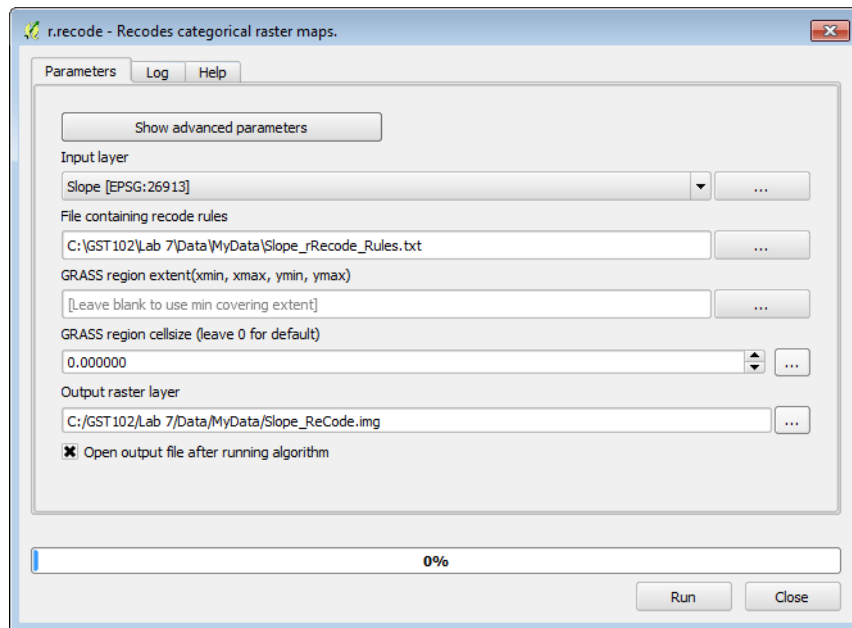 r.recode - Recodes categorical raster maps.
Parameters Log Help
Show advanced parameters
Input layer
Slope [EPSG:26913] ...
File containing recode rules
C:\GST102\Lab 7\Data\MyData\Slope_rRecode_Rules.txt ...
GRASS region extent(xmin, xmax, ymin, ymax)
[Leave blank to use min covering extent] ...
GRASS region cellsize (leave 0 for default)
0.000000 ...
Output raster layer
C:/GST102/Lab 7/Data/MyData/Slope_ReCode.img ...
Open output file after running algorithm
0%
Run Close